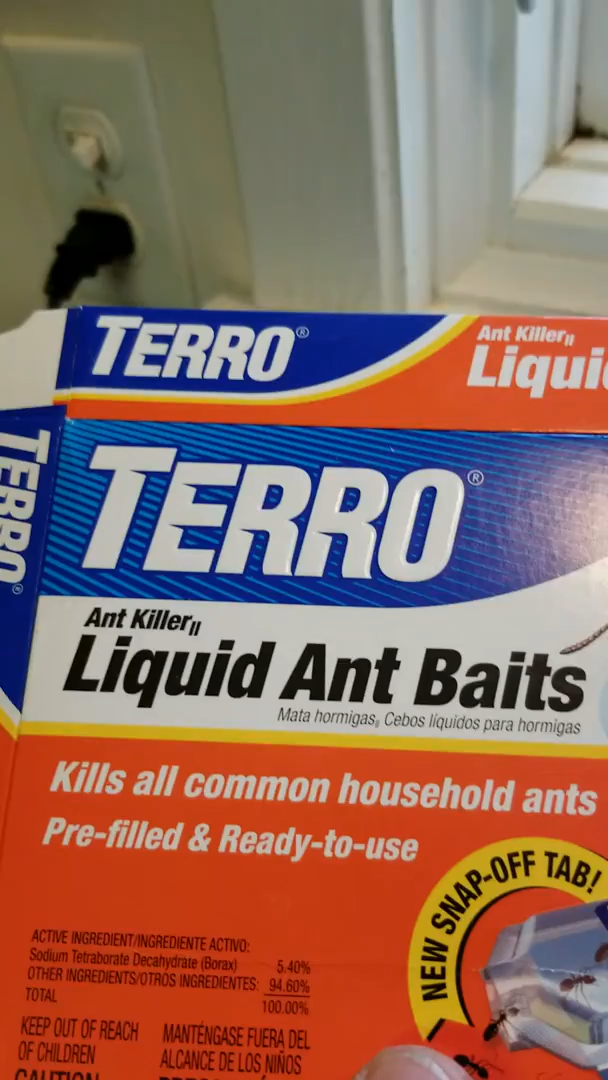 TERRO®
Ant Killer II
Liquid
TERRO®
TERRO®
Ant Killer II
Liquid Ant Baits
Mata hormigas II Cebos líquidos para hormigas
Kills all common household ants
Pre-filled & Ready-to-use
NEW SNAP-OFF TAB!
ACTIVE INGREDIENT/INGREDIENTE ACTIVO:
Sodium Tetraborate Decahydrate (Borax) 5.40%
OTHER INGREDIENTS/OTROS INGREDIENTES: 94.60%
TOTAL 100.00%
KEEP OUT OF REACH
OF CHILDREN
CAUTION
MANTÉNGASE FUERA DEL
ALCANCE DE LOS NIÑOS